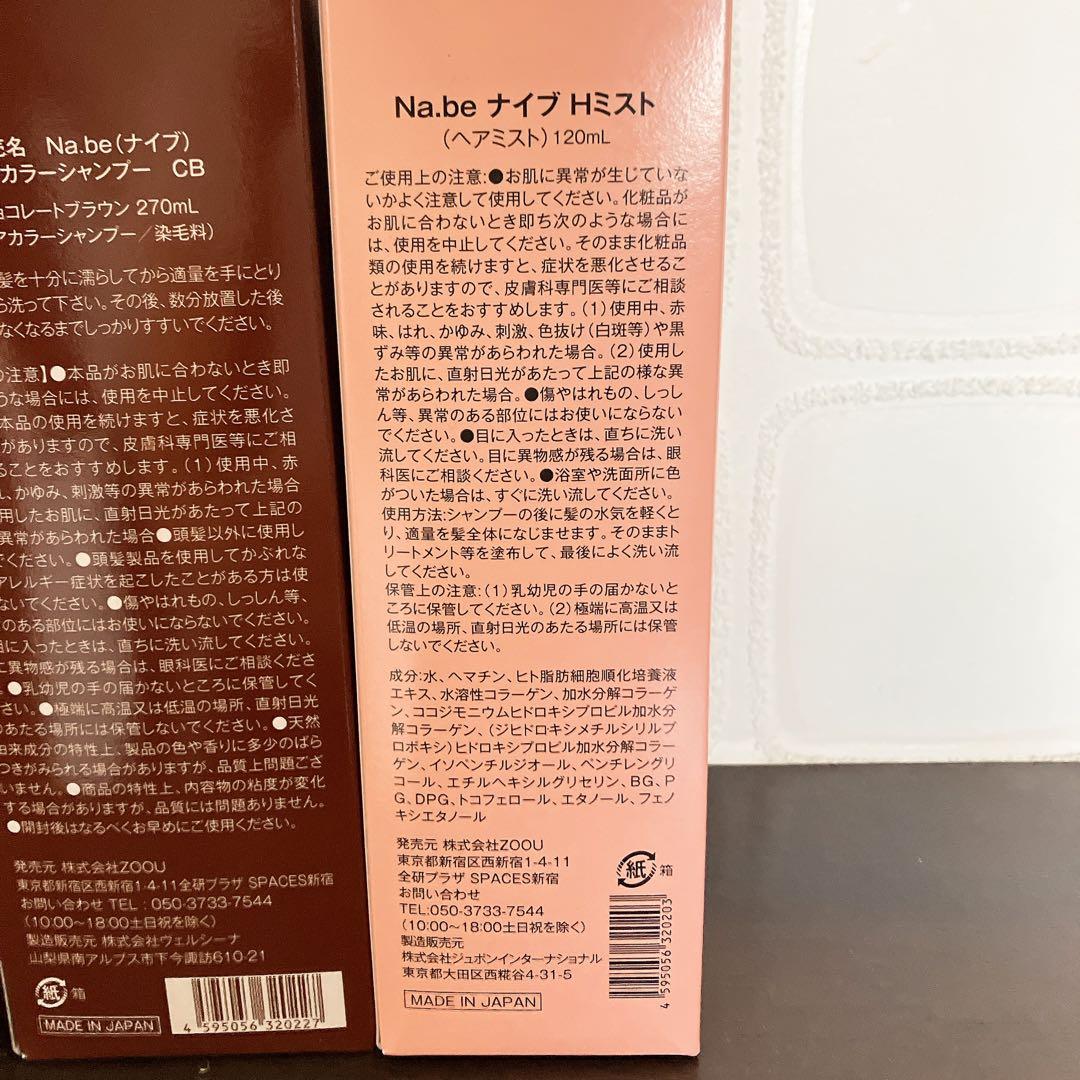 売名 Na.be(ナイブ)
カラーシャンプー CB
コレートブラウン 270mL
アカラーシャンプー/染毛料)
髪を十分に濡らしてから適量を手にとり
ら洗って下さい。その後、数分放置した後
なくなるまでしっかりすすいでください。
の注意】●本品がお肌に合わないとき即
うな場合には、使用を中止してください。
本品の使用を続けますと、症状を悪化さ
がありますので、皮膚科専門医等にご相
ることをおすすめします。(1)使用中、赤
れ、かゆみ、刺激等の異常があらわれた場合
用したお肌に、直射日光があたって上記の
異常があらわれた場合●頭髪以外に使用し
でください。●頭髪製品を使用してかぶれな
アレルギー症状を起こしたことがある方は使
ないでください。●傷やはれもの、しっしん等、
のある部位にはお使いにならないでください。
目に入ったときは、直ちに洗い流してください。
に異物感が残る場合は、眼科医にご相談くださ
。●乳幼児の手の届かないところに保管してく
さい。●極端に高温又は低温の場所、直射日光
のあたる場所には保管しないでください。●天然
由来成分の特性上、製品の色や香りに多少のばら
つきがみられる場合がありますが、品質上問題ござ
いません。●商品の特性上、内容物の粘度が変化
する場合がありますが、品質には問題ありません。
●開封後はなるべくお早めにご使用ください。
発売元 株式会社ZOOU
東京都新宿区西新宿1-4-11全研プラザ SPACES新宿
お問い合わせ TEL:050-3733-7544
(10:00~18:00土日祝を除く)
製造販売元 株式会社ウェルシーナ
山梨県南アルプス市下今諏訪610-21
紙 箱
MADE IN JAPAN
4 595056 320227
Na.be ナイブ Hミスト
(ヘアミスト)120mL
ご使用上の注意:●お肌に異常が生じていな
いかよく注意して使用してください。化粧品が
お肌に合わないとき即ち次のような場合に
は、使用を中止してください。そのまま化粧品
類の使用を続けますと、症状を悪化させるこ
とがありますので、皮膚科専門医等にご相談
されることをおすすめします。(1)使用中、赤
味、はれ、かゆみ、刺激、色抜け(白斑等)や黒
ずみ等の異常があらわれた場合。(2)使用し
たお肌に、直射日光があたって上記の様な異
常があらわれた場合。●傷やはれもの、しっし
ん等、異常のある部位にはお使いにならない
でください。●目に入ったときは、直ちに洗い
流してください。目に異物感が残る場合は、眼
科医にご相談ください。●浴室や洗面所に色
がついた場合は、すぐに洗い流してください。
使用方法:シャンプーの後に髪の水気を軽くと
り、適量を髪全体になじませます。そのままト
リートメント等を塗布して、最後によく洗い流
してください。
保管上の注意:(1)乳幼児の手の届かないと
ころに保管してください。(2)極端に高温又は
低温の場所、直射日光のあたる場所には保管
しないでください。
成分:水、ヘマチン、ヒト脂肪細胞順化培養液
エキス、水溶性コラーゲン、加水分解コラーゲ
ン、ココジモニウムヒドロキシプロピル加水分
解コラーゲン、(ジヒドロキシメチルシリルプ
ロポキシ)ヒドロキシプロピル加水分解コラー
ゲン、イソペンチルジオール、ペンチレングリ
コール、エチルヘキシルグリセリン、BG、P
G、DPG、トコフェロール、エタノール、フェノ
キシエタノール
発売元 株式会社ZOOU
東京都新宿区西新宿1-4-11
全研プラザ SPACES新宿
お問い合わせ
TEL:050-3733-7544
(10:00~18:00土日祝を除く)
製造販売元
株式会社ジュポンインターナショナル
東京都大田区西糀谷4-31-5
MADE IN JAPAN
紙 箱
4 595056 320203